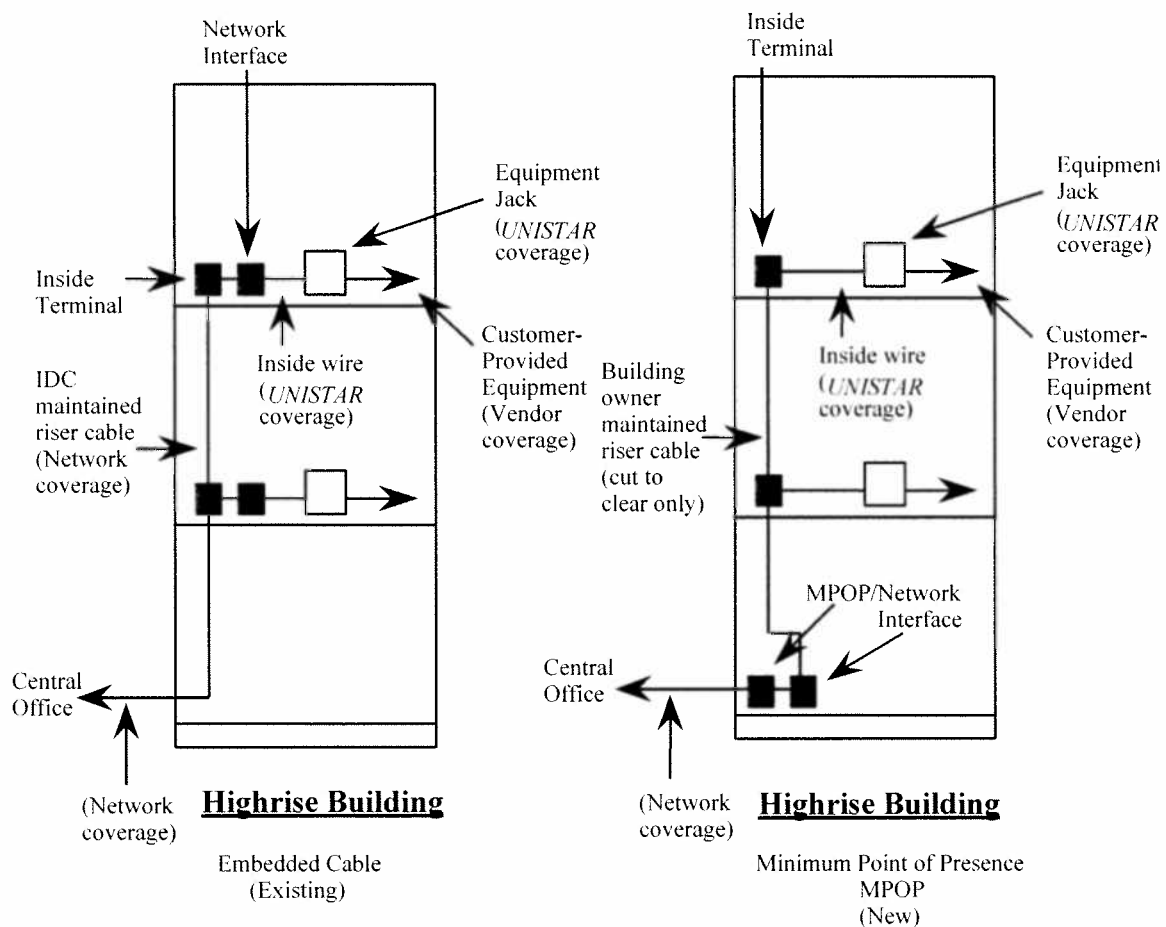 Network
Interface
Equipment
Jack
(UNISTAR
coverage)
Inside
Terminal
Inside wire
(UNISTAR
coverage)
Customer-
Provided
Equipment
(Vendor
coverage)
IDC
maintained
riser cable
(Network
coverage)
Central
Office
(Network
coverage)
Highrise Building
Embedded Cable
(Existing)
Inside
Terminal
Equipment
Jack
(UNISTAR
coverage)
Inside wire
(UNISTAR
coverage)
Customer-
Provided
Equipment
(Vendor
coverage)
Building
owner
maintained
riser cable
(cut to
clear only)
MPOP/Network
Interface
Central
Office
(Network
coverage)
Highrise Building
Minimum Point of Presence
MPOP
(New)